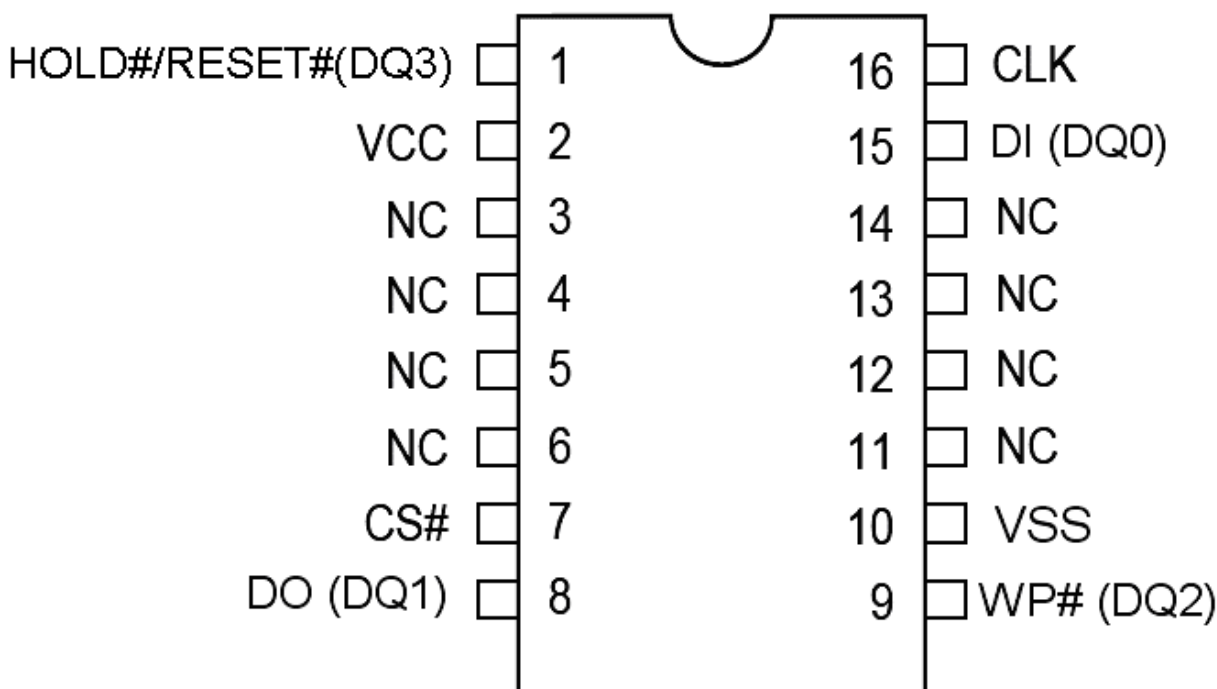 HOLD#/RESET#(DQ3) 1 16 CLK
VCC 2 15 DI (DQ0)
NC 3 14 NC
NC 4 13 NC
NC 5 12 NC
NC 6 11 NC
CS# 7 10 VSS
DO (DQ1) 8 9 WP# (DQ2)